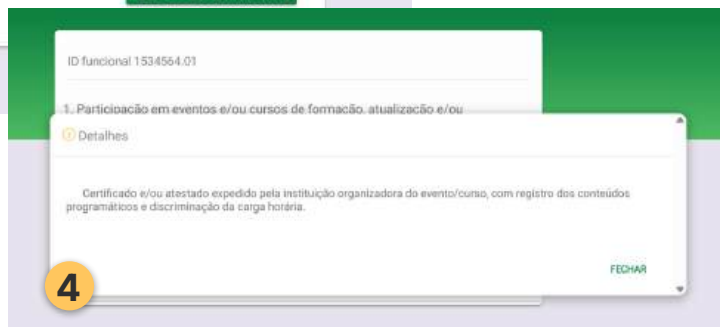 ID funcional 1534564.01
1. Participação em eventos e/ou cursos de formação, atualização e/ou
Detalhes
Certificado e/ou atestado expedido pela instituição organizadora do evento/curso, com registro dos conteúdos
programáticos e discriminação da carga horária.
FECHAR
4